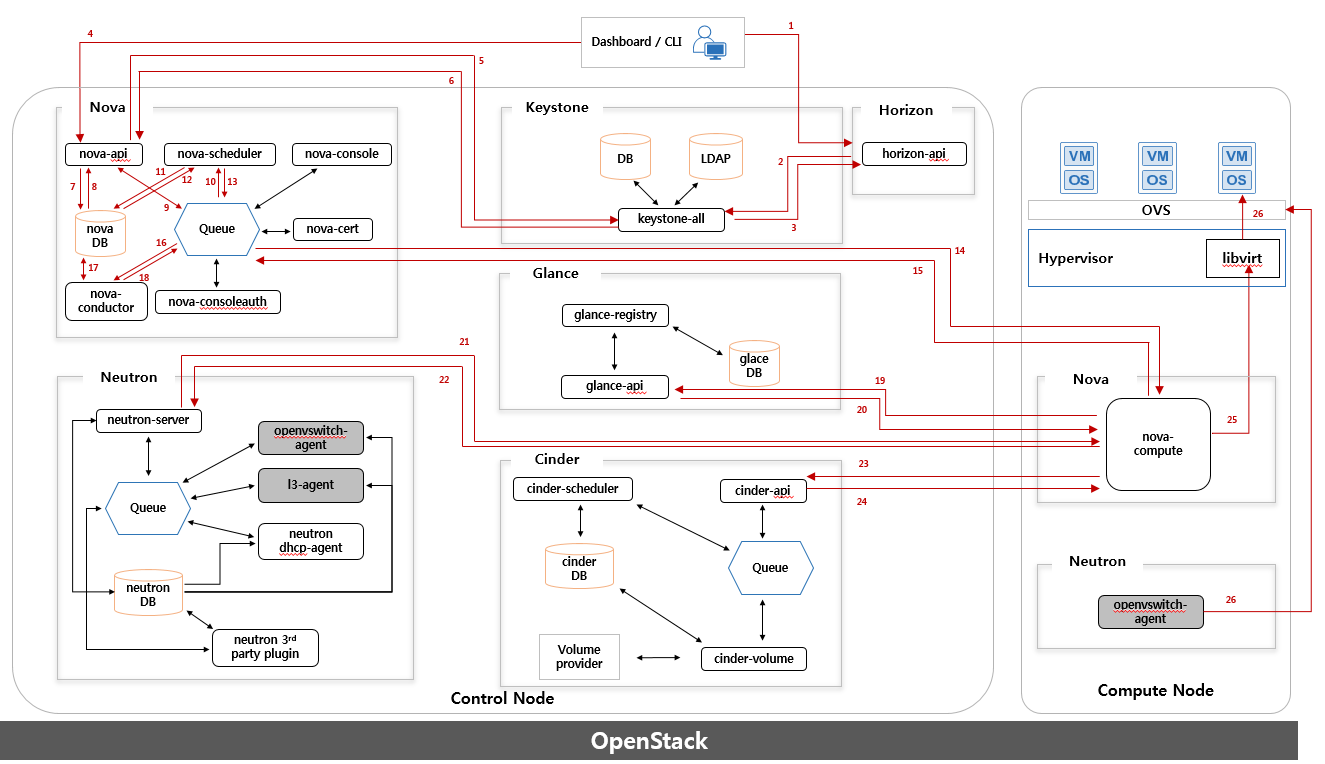 Dashboard / CLI
1
4
5
6
Nova
nova-api
nova-scheduler
nova-console
7
8
11
12
10
13
9
nova
DB
Queue
nova-cert
16
17
18
nova-
conductor
nova-consoleauth
Keystone
DB
LDAP
keystone-all
2
3
Horizon
horizon-api
14
15
Glance
glance-registry
glace
DB
glance-api
19
20
21
22
Neutron
neutron-server
openvswitch-
agent
l3-agent
Queue
neutron
dhcp-agent
neutron
DB
neutron 3rd
party plugin
Cinder
cinder-scheduler
cinder-api
23
24
cinder
DB
Queue
Volume
provider
cinder-volume
Control Node
VM
OS
VM
OS
VM
OS
OVS
26
Hypervisor
libvirt
Nova
nova-
compute
25
Neutron
openvswitch-
agent
26
Compute Node
OpenStack